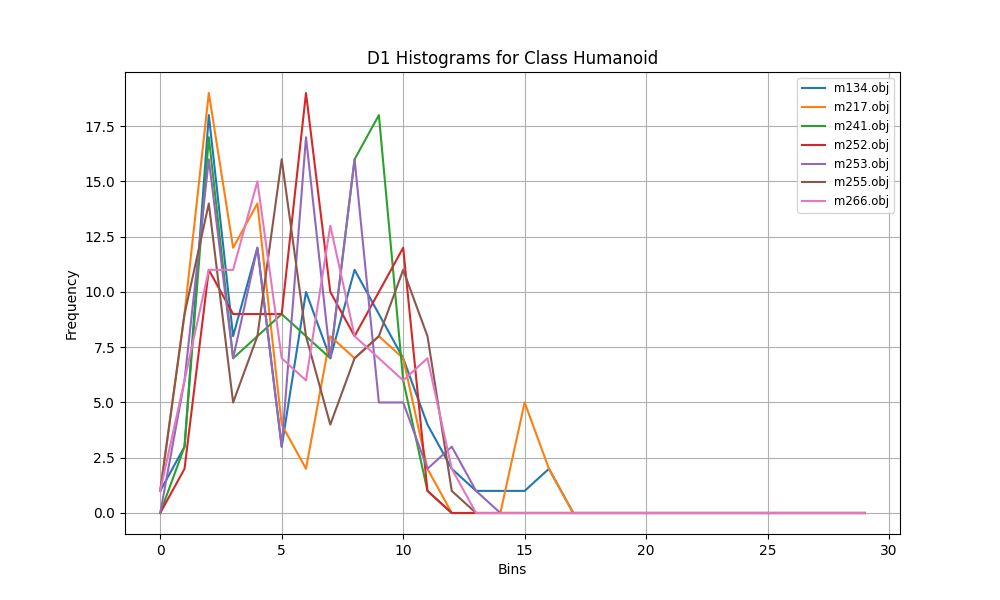 D1 Histograms for Class Humanoid
m134.obj
m217.obj
m241.obj
m252.obj
m253.obj
m255.obj
m266.obj
Frequency
17.5
15.0
12.5
10.0
7.5
5.0
2.5
0.0
0 5 10 15 20 25 30
Bins